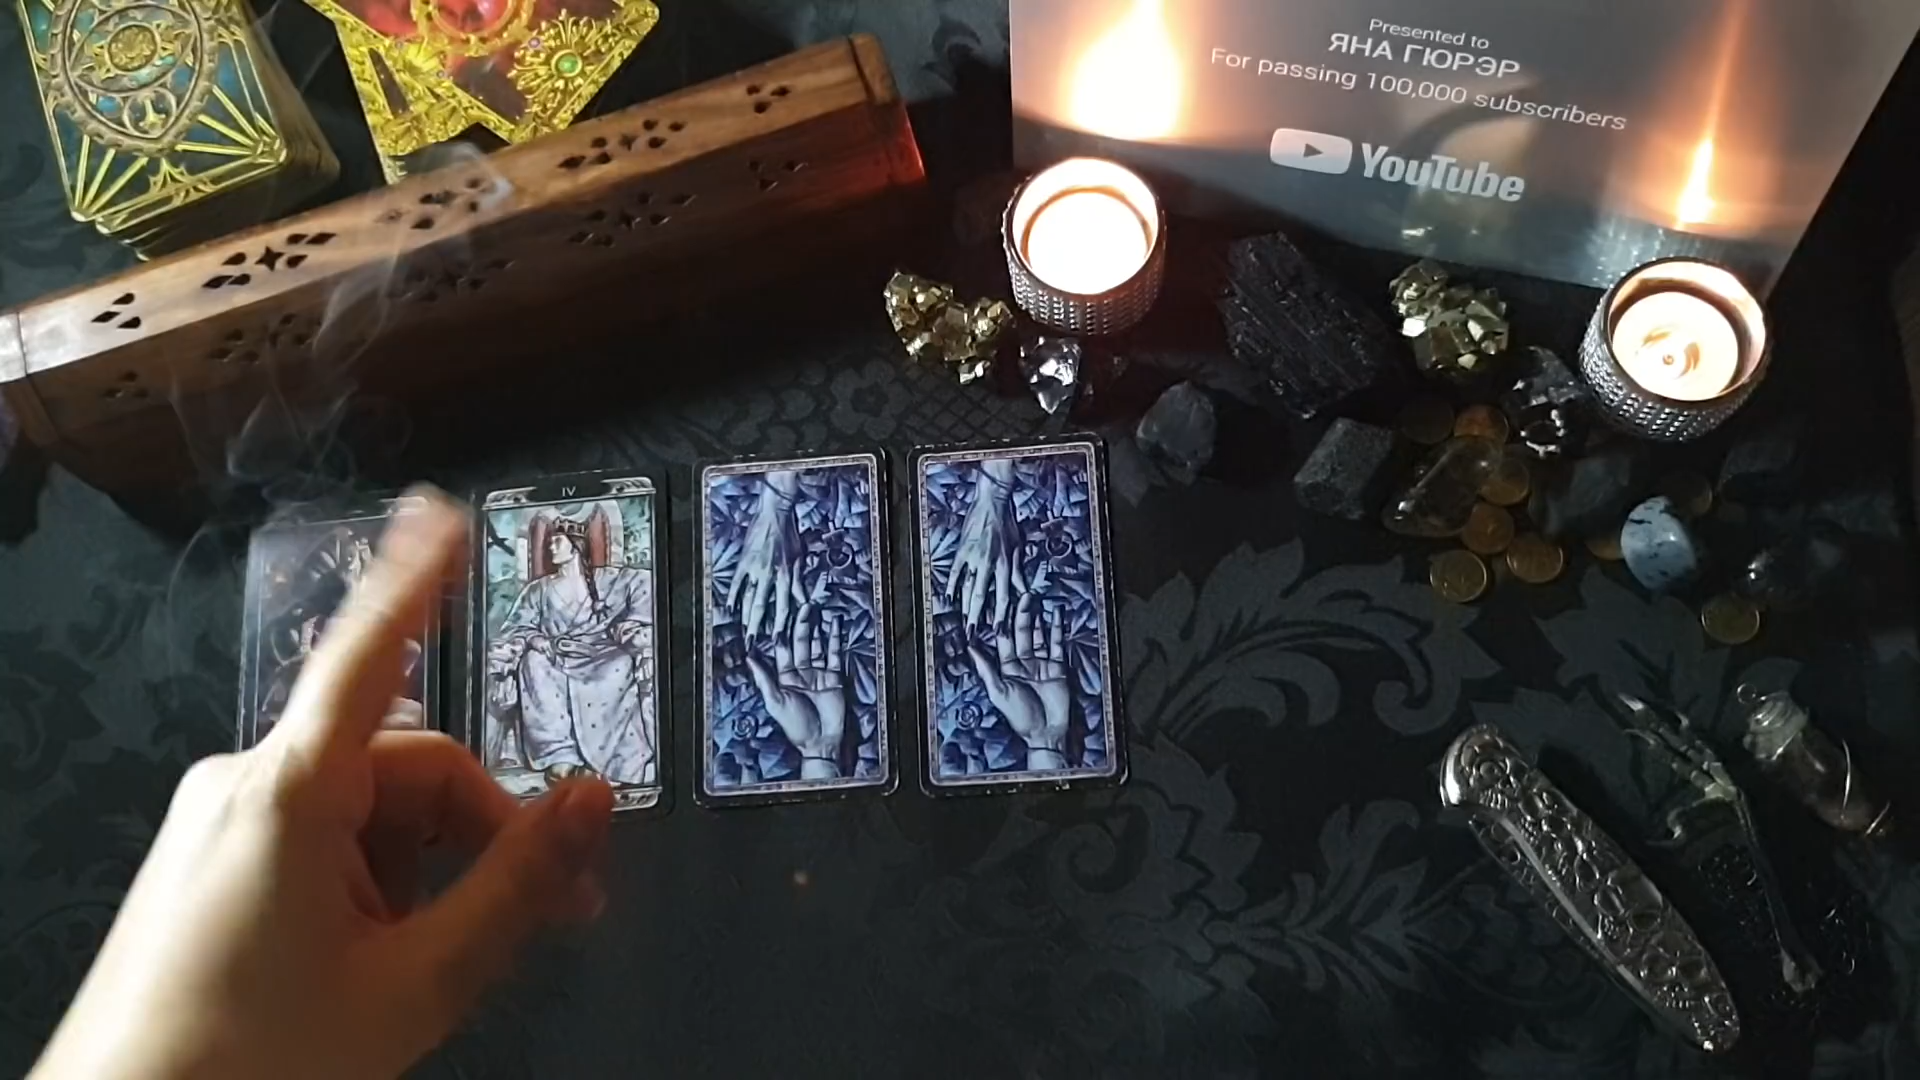 Presented to
ЯНА ГЮРЭР
For passing 100,000 subscribers
YouTube
IV